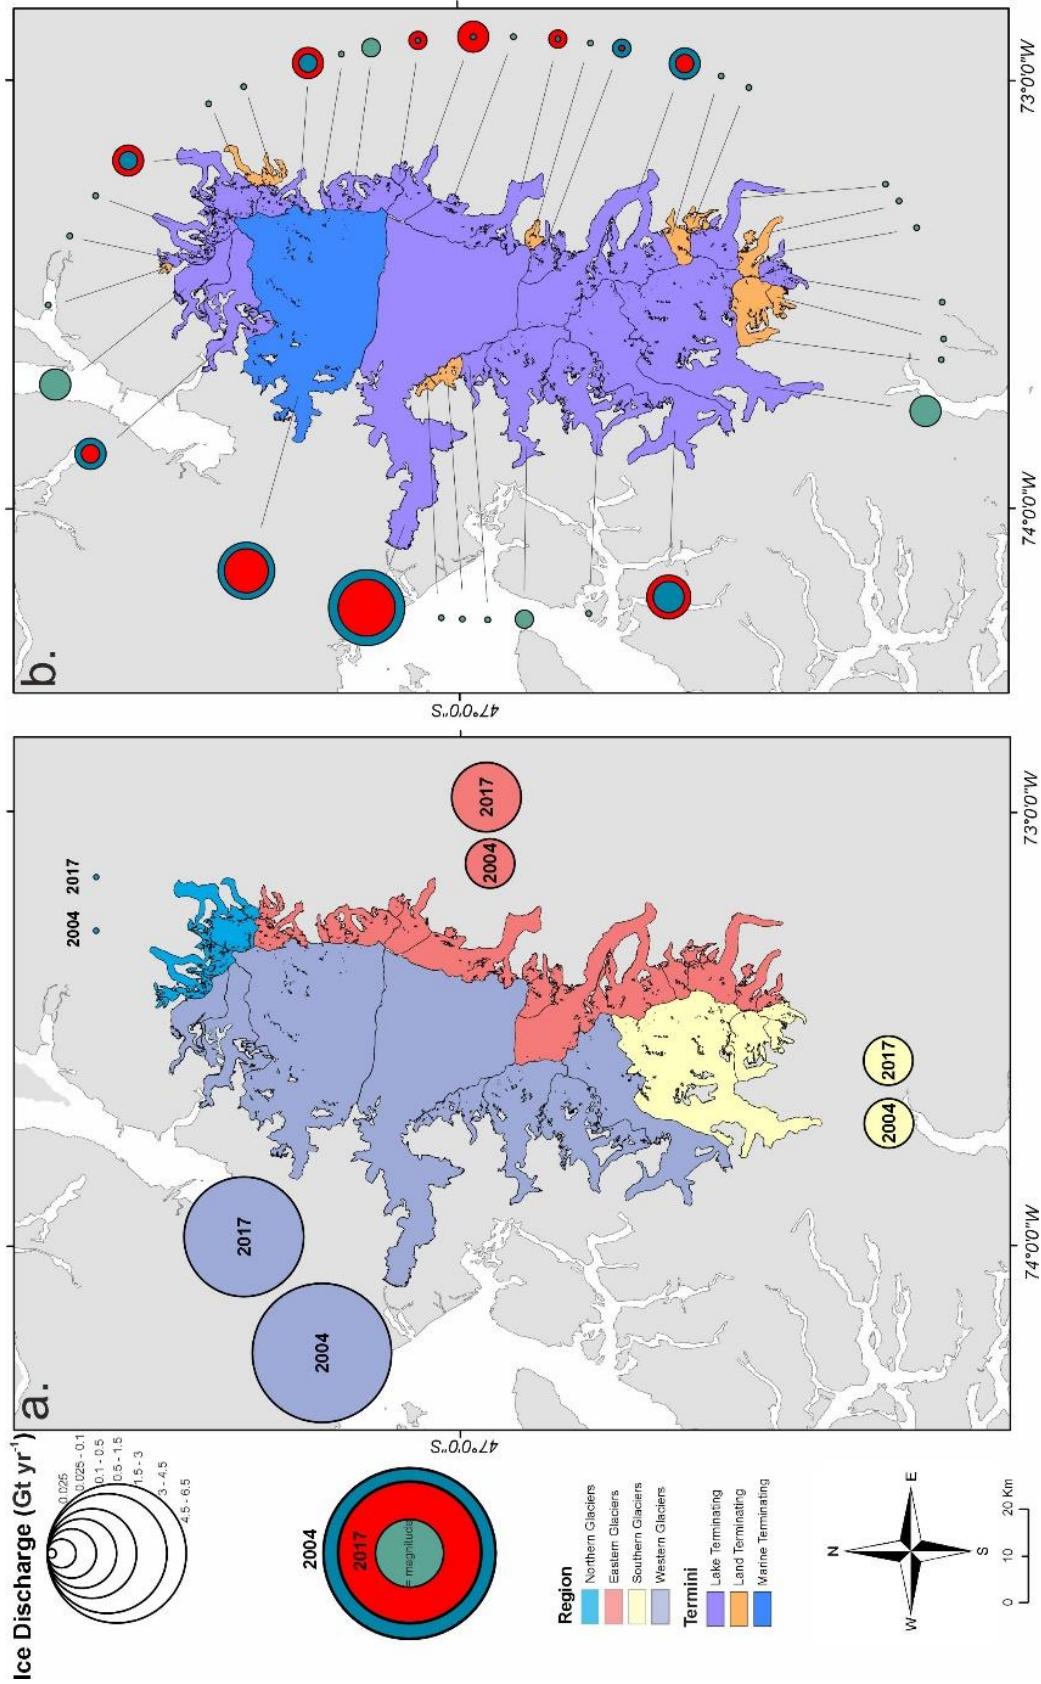 Ice Discharge (Gt yr⁻¹)
0.025
0.025 - 0.1
0.1 - 0.5
0.5 - 1.5
1.5 - 3
3 - 4.5
4.5 - 6.5
2004
2017
= magnitude
Region
Northern Glaciers
Eastern Glaciers
Southern Glaciers
Western Glaciers
Termini
Lake Terminating
Land Terminating
Marine Terminating
N
W
E
S
0 10 20 Km
a.
2004 2017
2017
2004
2004 2017
2004 2017
47°0'0"S
74°0'0"W
73°0'0"W
b.
47°0'0"S
74°0'0"W
73°0'0"W